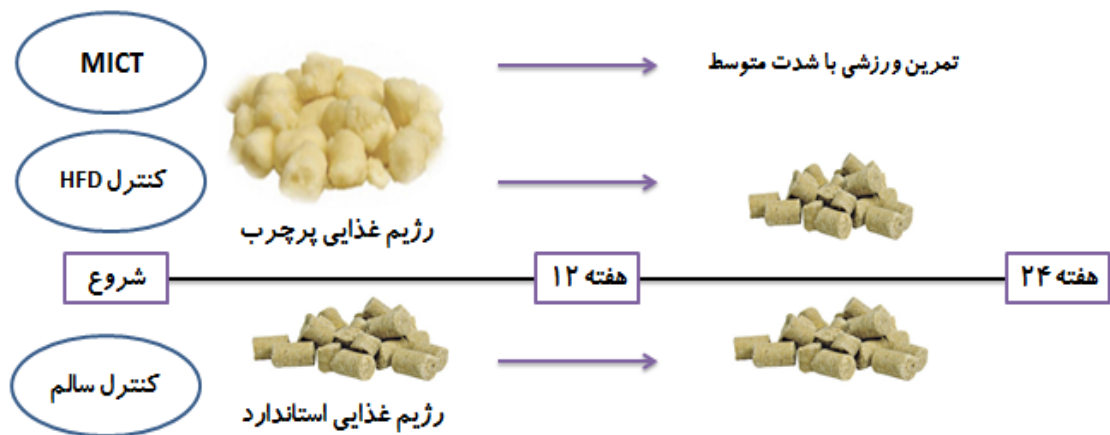 MICT
تمرین ورزشی با شدت متوسط
کنترل HFD
رژیم غذایی پرچرب
شروع
هفته ۱۲
هفته ۲۴
کنترل سالم
رژیم غذایی استاندارد